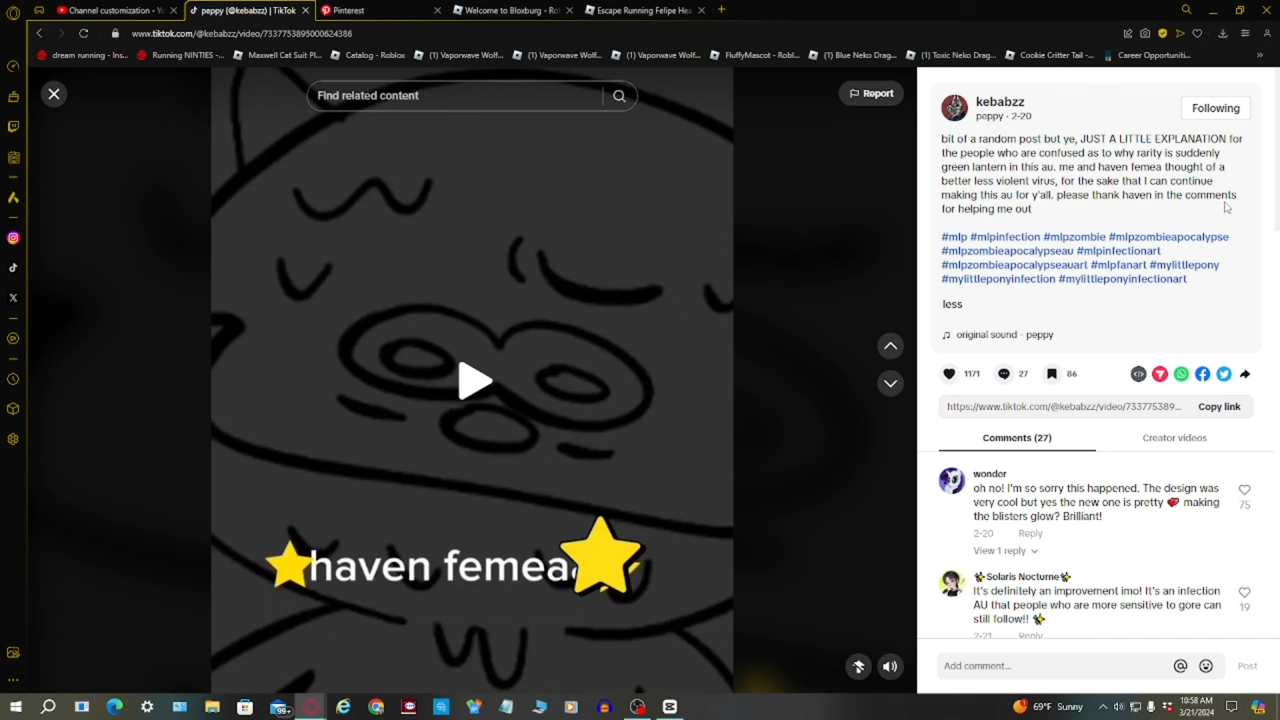 Channel customization - Yo
peppy (@kebabzz) | TikTok
Pinterest
Welcome to Bloxburg - Rob
Escape Running Felipe Hea
www.tiktok.com/@kebabzz/video/7337753895000624386
dream running - Ins...
Running NINTIES -...
Maxwell Cat Suit Pl...
Catalog - Roblox
(1) Vaporwave Wolf...
(1) Vaporwave Wolf...
(1) Vaporwave Wolf...
FluffyMascot - Robl...
(1) Blue Neko Drag...
(1) Toxic Neko Drag...
Cookie Critter Tail -...
Career Opportuniti...
Find related content
Report
haven femea
kebabzz
peppy · 2-20
Following
bit of a random post but ye, JUST A LITTLE EXPLANATION for
the people who are confused as to why rarity is suddenly
green lantern in this au. me and haven femea thought of a
better less violent virus, for the sake that I can continue
making this au for y'all. please thank haven in the comments
for helping me out
#mlp #mlpinfection #mlpzombie #mlpzombieapocalypse
#mlpzombieapocalypseau #mlpinfectionart
#mlpzombieapocalypseauart #mlpfanart #mylittlepony
#mylittleponyinfection #mylittleponyinfectionart
less
original sound - peppy
1171
27
86
https://www.tiktok.com/@kebabzz/video/733775389...
Copy link
Comments (27)
Creator videos
wonder
oh no! I'm so sorry this happened. The design was
very cool but yes the new one is pretty 💞 making
the blisters glow? Brilliant!
75
2-20 Reply
View 1 reply
✨Solaris Nocturne✨
It's definitely an improvement imo! It's an infection
AU that people who are more sensitive to gore can
still follow!! ✨
19
2-21 Reply
Add comment...
Post
99+
69°F Sunny
10:58 AM
3/21/2024